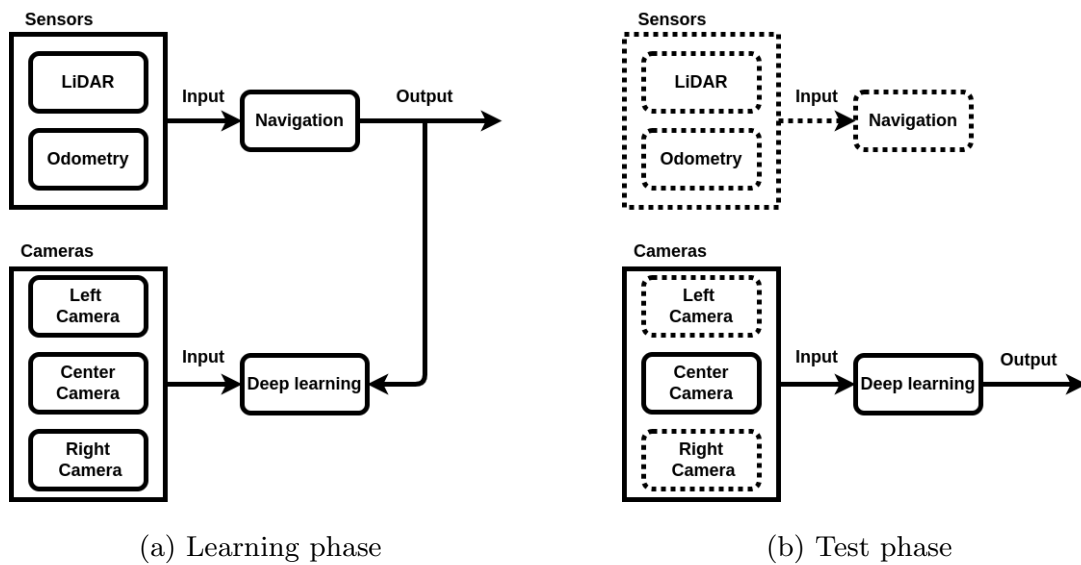 Sensors
LiDAR
Input
Output
Navigation
Odometry
Cameras
Left
Camera
Input
Center
Camera
Deep learning
Right
Camera
(a) Learning phase
Sensors
LiDAR
Input
Navigation
Odometry
Cameras
Left
Camera
Input
Output
Center
Camera
Deep learning
Right
Camera
(b) Test phase